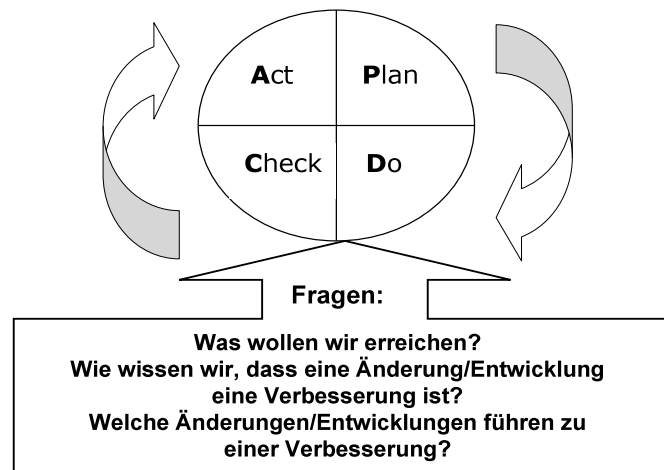 Act
Plan
Check
Do
Fragen:
Was wollen wir erreichen?
Wie wissen wir, dass eine Änderung/Entwicklung
eine Verbesserung ist?
Welche Änderungen/Entwicklungen führen zu
einer Verbesserung?